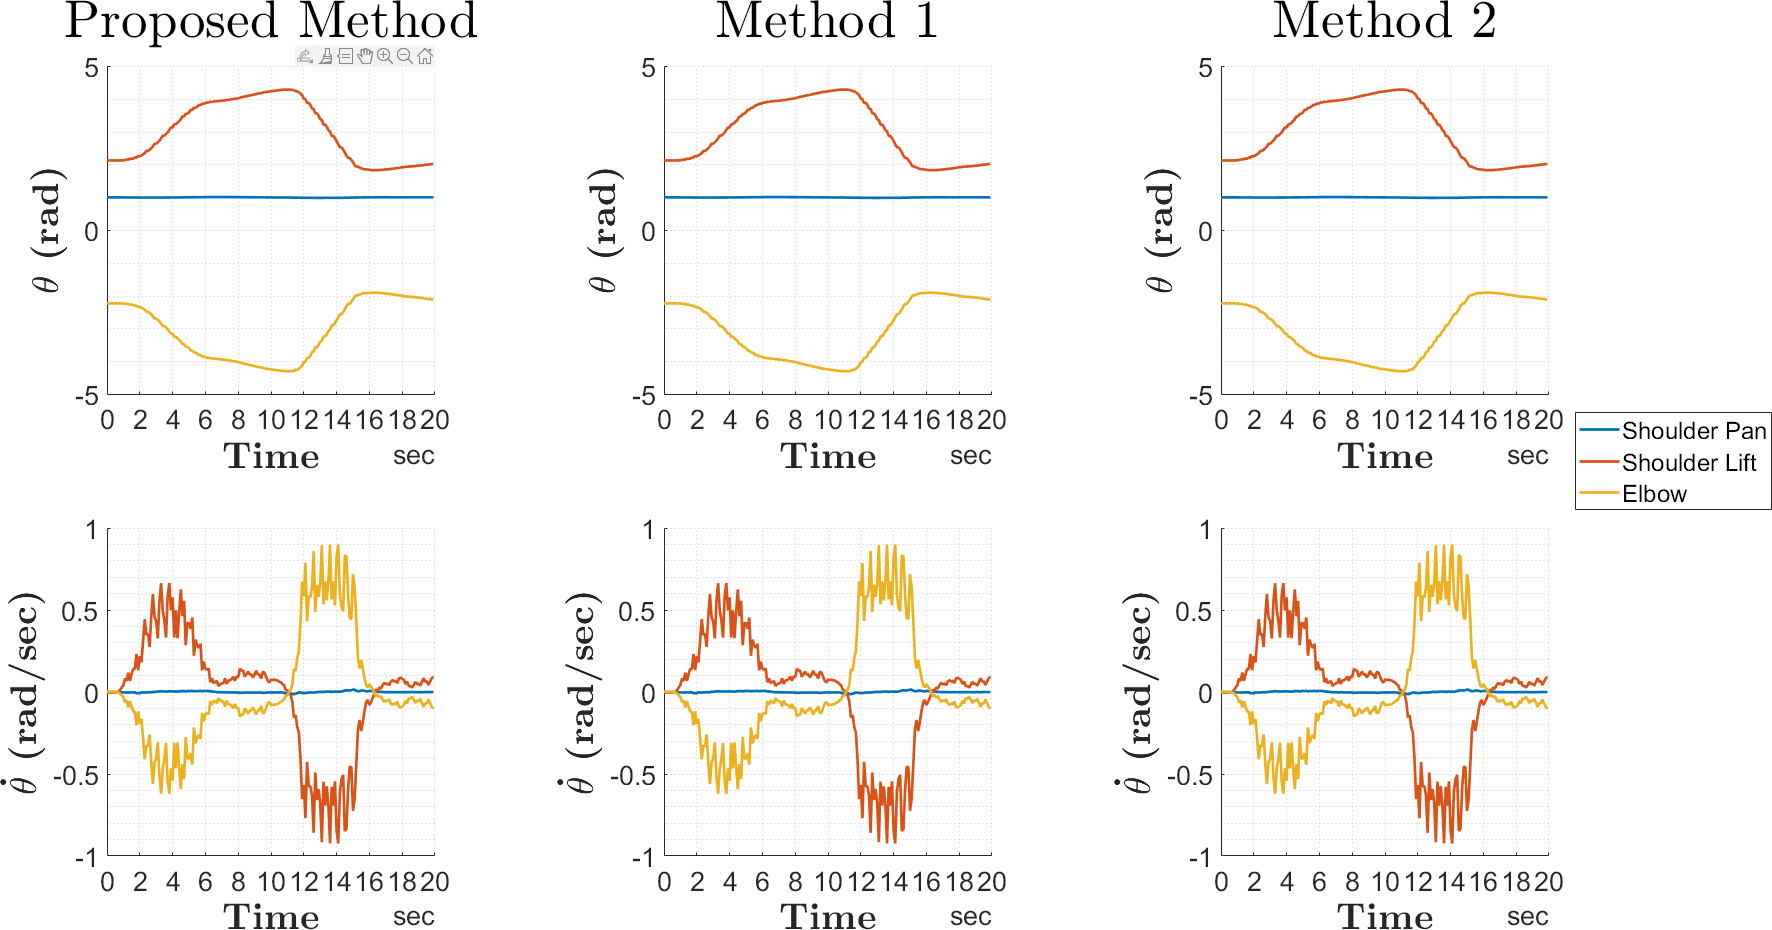 Proposed Method
Method 1
Method 2
5
0
-5
θ (rad)
0 2 4 6 8 10 12 14 16 18 20
Time
sec
5
0
-5
θ (rad)
0 2 4 6 8 10 12 14 16 18 20
Time
sec
5
0
-5
θ (rad)
0 2 4 6 8 10 12 14 16 18 20
Time
sec
Shoulder Pan
Shoulder Lift
Elbow
1
0.5
0
-0.5
-1
θ̇ (rad/sec)
0 2 4 6 8 10 12 14 16 18 20
Time
sec
1
0.5
0
-0.5
-1
θ̇ (rad/sec)
0 2 4 6 8 10 12 14 16 18 20
Time
sec
1
0.5
0
-0.5
-1
θ̇ (rad/sec)
0 2 4 6 8 10 12 14 16 18 20
Time
sec